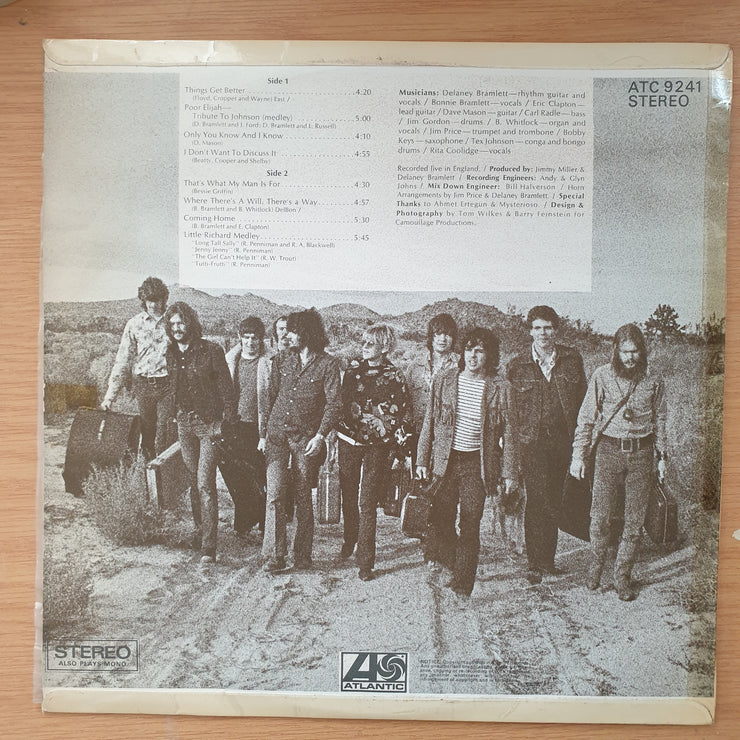 Side 1
Things Get Better 4:20
(Floyd, Cropper and Wayne) East /
Poor Elijah—
Tribute To Johnson (medley) 5:00
(D. Bramlett and J. Ford; D. Bramlett and L. Russell)
Only You Know And I Know 4:10
(D. Mason)
I Don't Want To Discuss It 4:55
(Beatty, Cooper and Shelby)
Side 2
That's What My Man Is For 4:30
(Bessie Griffin)
Where There's A Will, There's a Way 4:57
(B. Bramlett and B. Whitlock) DelBon /
Coming Home 5:30
(B. Bramlett and E. Clapton)
Little Richard Medley 5:45
"Long Tall Sally" (R. Penniman and R. A. Blackwell)
"Jenny Jenny" (R. Penniman)
"The Girl Can't Help It" (R. W. Trout)
"Tutti-Frutti" (R. Penniman)
Musicians: Delaney Bramlett—rhythm guitar and
vocals / Bonnie Bramlett—vocals / Eric Clapton—
lead guitar / Dave Mason—guitar / Carl Radle—bass
/ Jim Gordon—drums / B. Whitlock—organ and
vocals / Jim Price—trumpet and trombone / Bobby
Keys—saxophone / Tex Johnson—conga and bongo
drums / Rita Coolidge—vocals
Recorded live in England. / Produced by: Jimmy Miller &
Delaney Bramlett / Recording Engineers: Andy & Glyn
Johns / Mix Down Engineer: Bill Halverson / Horn
Arrangements by Jim Price & Delaney Bramlett. / Special
Thanks to Ahmet Ertegun & Mysterioso. / Design &
Photography by Tom Wilkes & Barry Feinstein for
Camouflage Productions.
ATC 9241
STEREO
STEREO
ALSO PLAYS MONO
ATLANTIC
NOTICE: Copyright